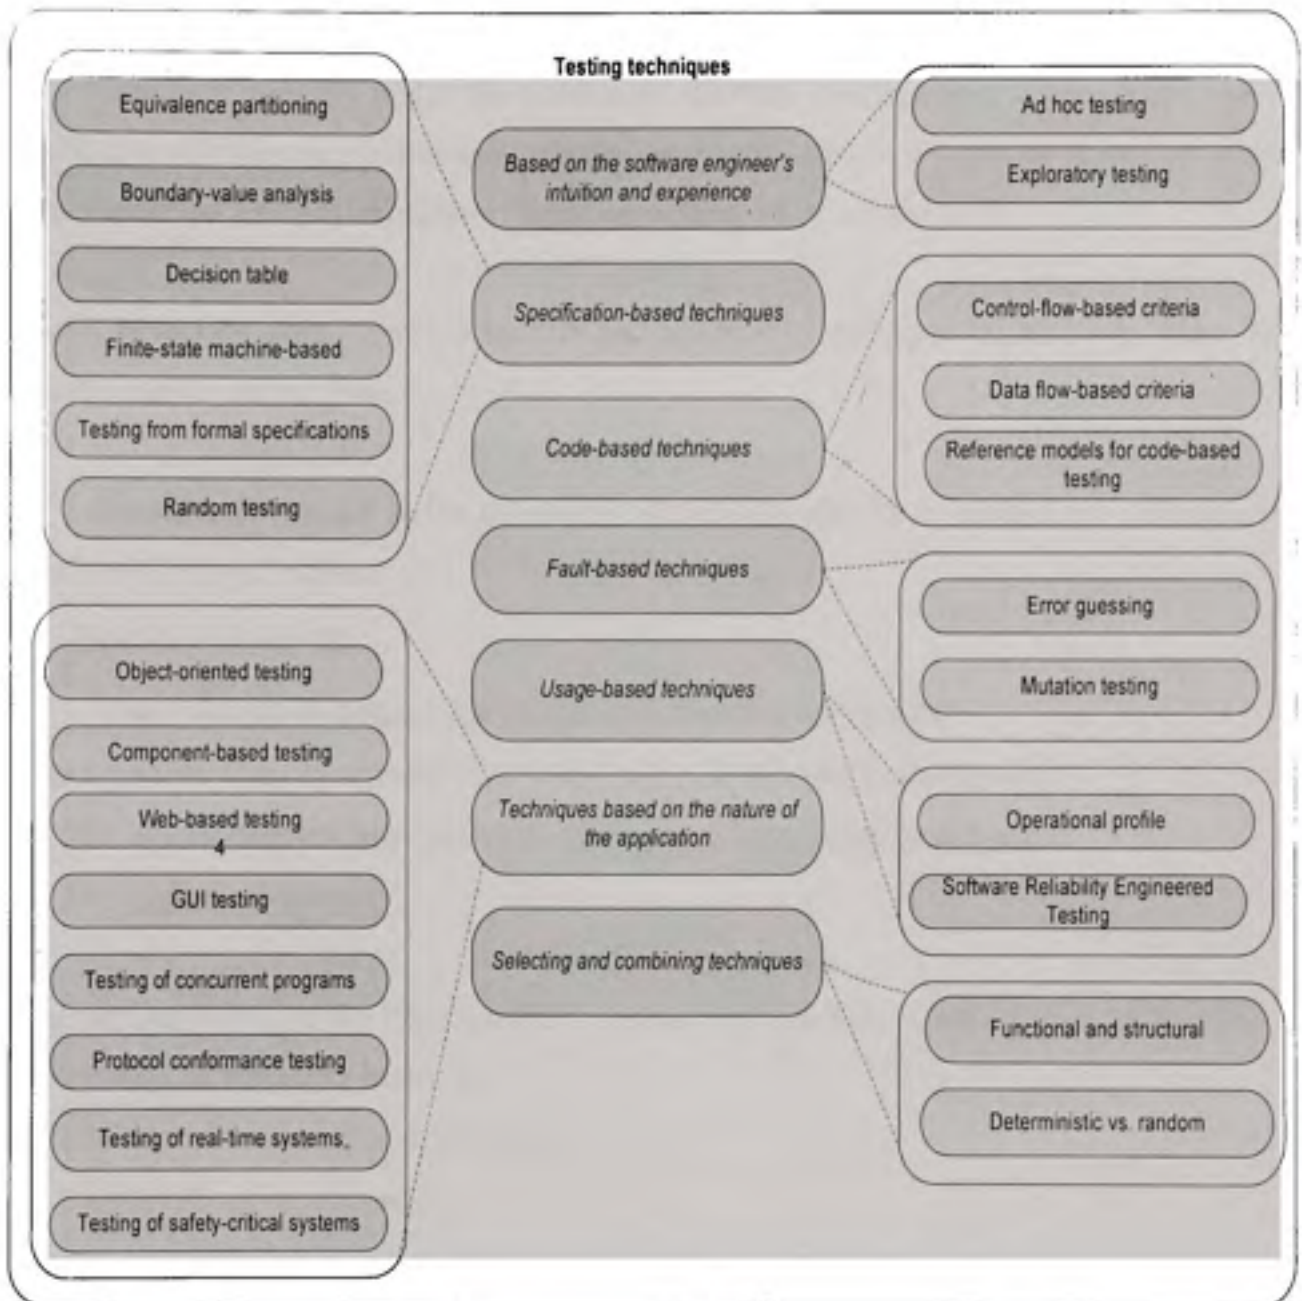 Testing techniques
Equivalence partitioning
Boundary-value analysis
Decision table
Finite-state machine-based
Testing from formal specifications
Random testing
Object-oriented testing
Component-based testing
Web-based testing
4
GUI testing
Testing of concurrent programs
Protocol conformance testing
Testing of real-time systems.
Testing of safety-critical systems
Based on the software engineer's
intuition and experience
Specification-based techniques
Code-based techniques
Fault-based techniques
Usage-based techniques
Techniques based on the nature of
the application
Selecting and combining techniques
Ad hoc testing
Exploratory testing
Control-flow-based criteria
Data flow-based criteria
Reference models for code-based
testing
Error guessing
Mutation testing
Operational profile
Software Reliability Engineered
Testing
Functional and structural
Deterministic vs. random